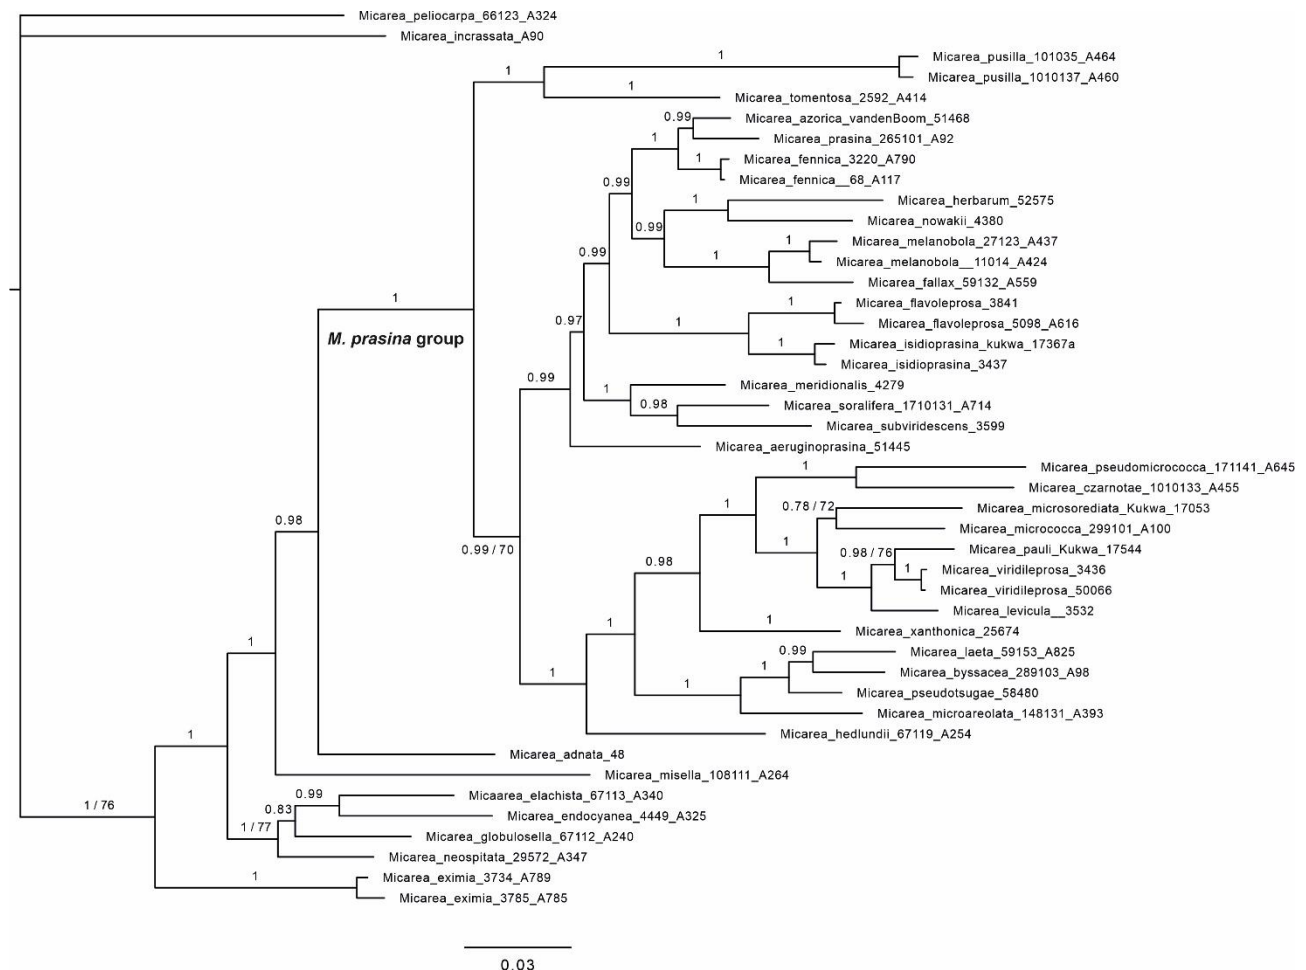 Micarea_peliocarpa_66123_A324
Micarea_incrassata_A90
1
Micarea_pusilla_101035_A464
1
Micarea_pusilla_1010137_A460
1
Micarea_tomentosa_2592_A414
0.99
Micarea_azorica_vandenBoom_51468
1
Micarea_prasina_265101_A92
1
Micarea_fennica_3220_A790
Micarea_fennica__68_A117
0.99
1
Micarea_herbarum_52575
0.99
Micarea_nowakii_4380
1
Micarea_melanobola_27123_A437
0.99
1
Micarea_melanobola__11014_A424
Micarea_fallax_59132_A559
1
1
Micarea_flavoleprosa_3841
0.97
1
Micarea_flavoleprosa_5098_A616
M. prasina group
1
Micarea_isidioprasina_kukwa_17367a
Micarea_isidioprasina_3437
0.99
1
Micarea_meridionalis_4279
0.98
Micarea_soralifera_1710131_A714
Micarea_subviridescens_3599
Micarea_aeruginoprasina_51445
1
Micarea_pseudomicrococca_171141_A645
Micarea_czarnotae_1010133_A455
1
0.78 / 72
Micarea_microsorediata_Kukwa_17053
0.98
Micarea_micrococca_299101_A100
0.99 / 70
1
0.98 / 76
Micarea_pauli_Kukwa_17544
0.98
1
Micarea_viridileprosa_3436
1
Micarea_viridileprosa_50066
Micarea_levicula__3532
1
1
Micarea_xanthonica_25674
1
0.99
Micarea_laeta_59153_A825
1
1
Micarea_byssacea_289103_A98
1
Micarea_pseudotsugae_58480
Micarea_microareolata_148131_A393
Micarea_hedlundii_67119_A254
1
Micarea_adnata_48
Micarea_misella_108111_A264
0.99
Micaarea_elachista_67113_A340
1 / 76
0.83
Micarea_endocyanea_4449_A325
1 / 77
Micarea_globulosella_67112_A240
Micarea_neospitata_29572_A347
1
Micarea_eximia_3734_A789
Micarea_eximia_3785_A785
0.03